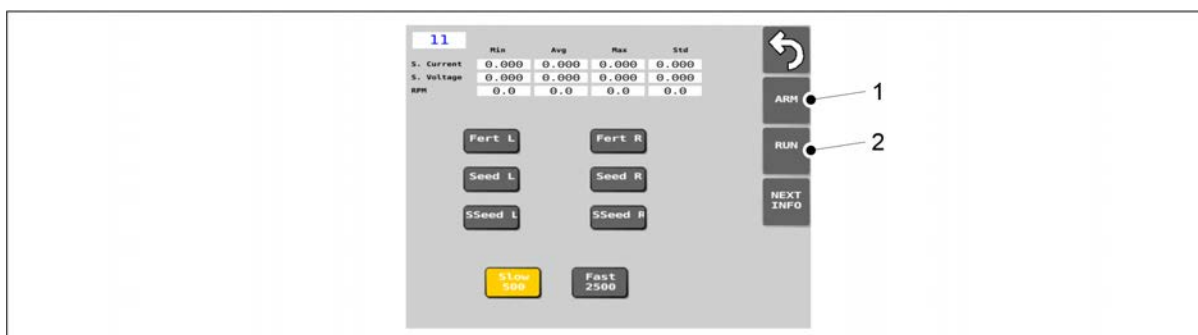 11
Min Avg Max Std
S. Current 0.000 0.000 0.000 0.000
S. Voltage 0.000 0.000 0.000 0.000
RPM 0.0 0.0 0.0 0.0
ARM 1
Fert L Fert R
RUN 2
Seed L Seed R
NEXT
INFO
SSeed L SSeed R
Slow
500
Fast
2500